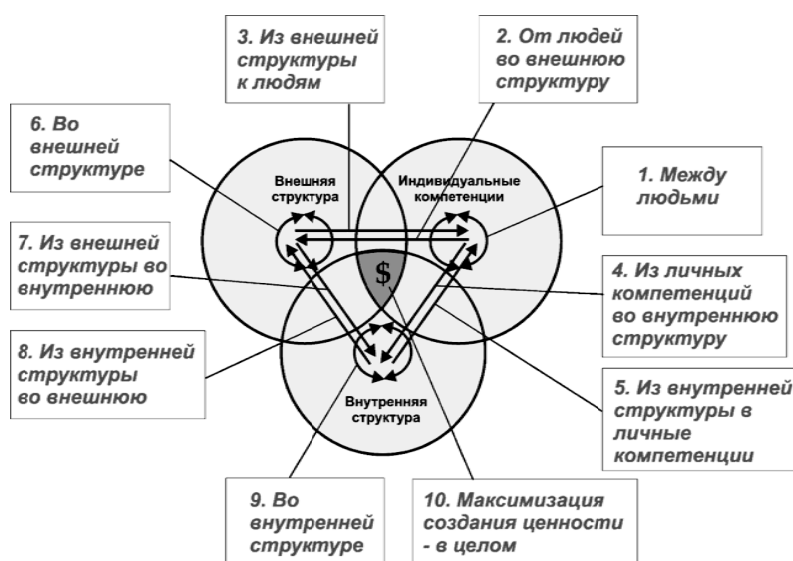 3. Из внешней
структуры
к людям
2. От людей
во внешнюю
структуру
6. Во
внешней
структуре
Внешняя
структура
Индивидуальные
компетенции
1. Между
людьми
7. Из внешней
структуры во
внутреннюю
$
4. Из личных
компетенций
во внутреннюю
структуру
8. Из внутренней
структуры
во внешнюю
Внутренняя
структура
5. Из внутренней
структуры в
личные
компетенции
9. Во
внутренней
структуре
10. Максимизация
создания ценности
- в целом